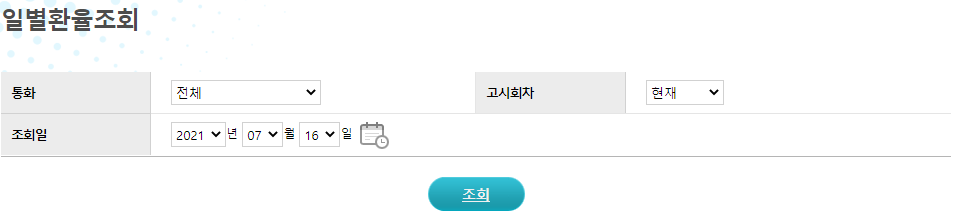 일별환율조회
통화 전체 고시회차 현재
조회일 2021 년 07 월 16 일
조회